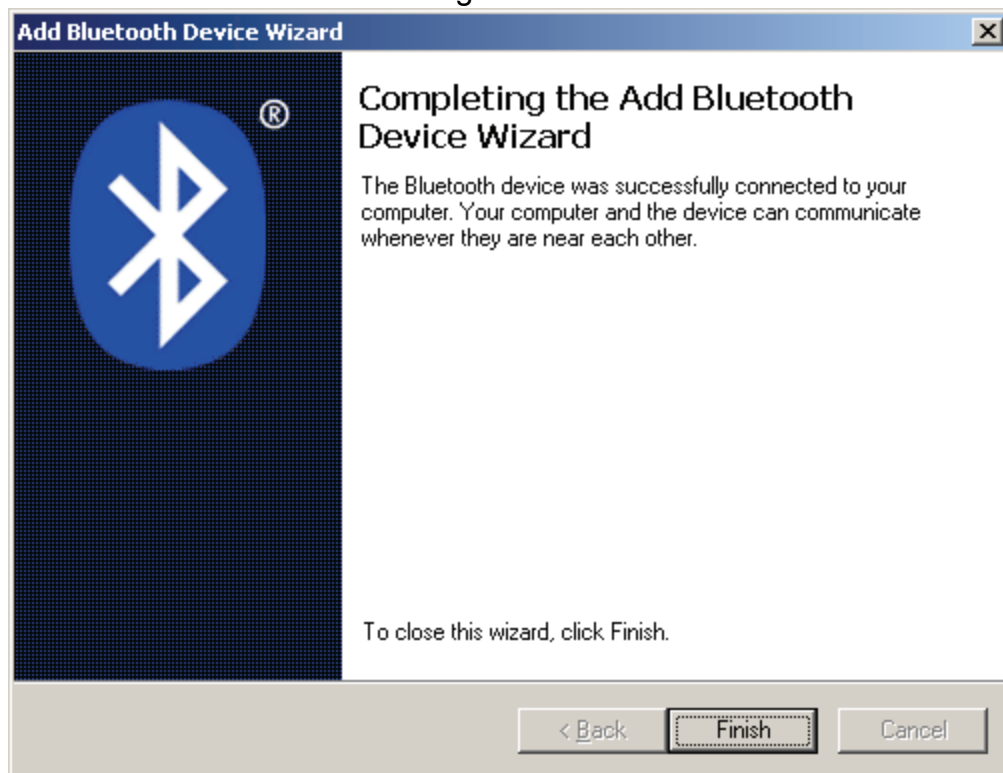 Add Bluetooth Device Wizard
®
Completing the Add Bluetooth
Device Wizard
The Bluetooth device was successfully connected to your
computer. Your computer and the device can communicate
whenever they are near each other.
To close this wizard, click Finish.
< Back Finish Cancel